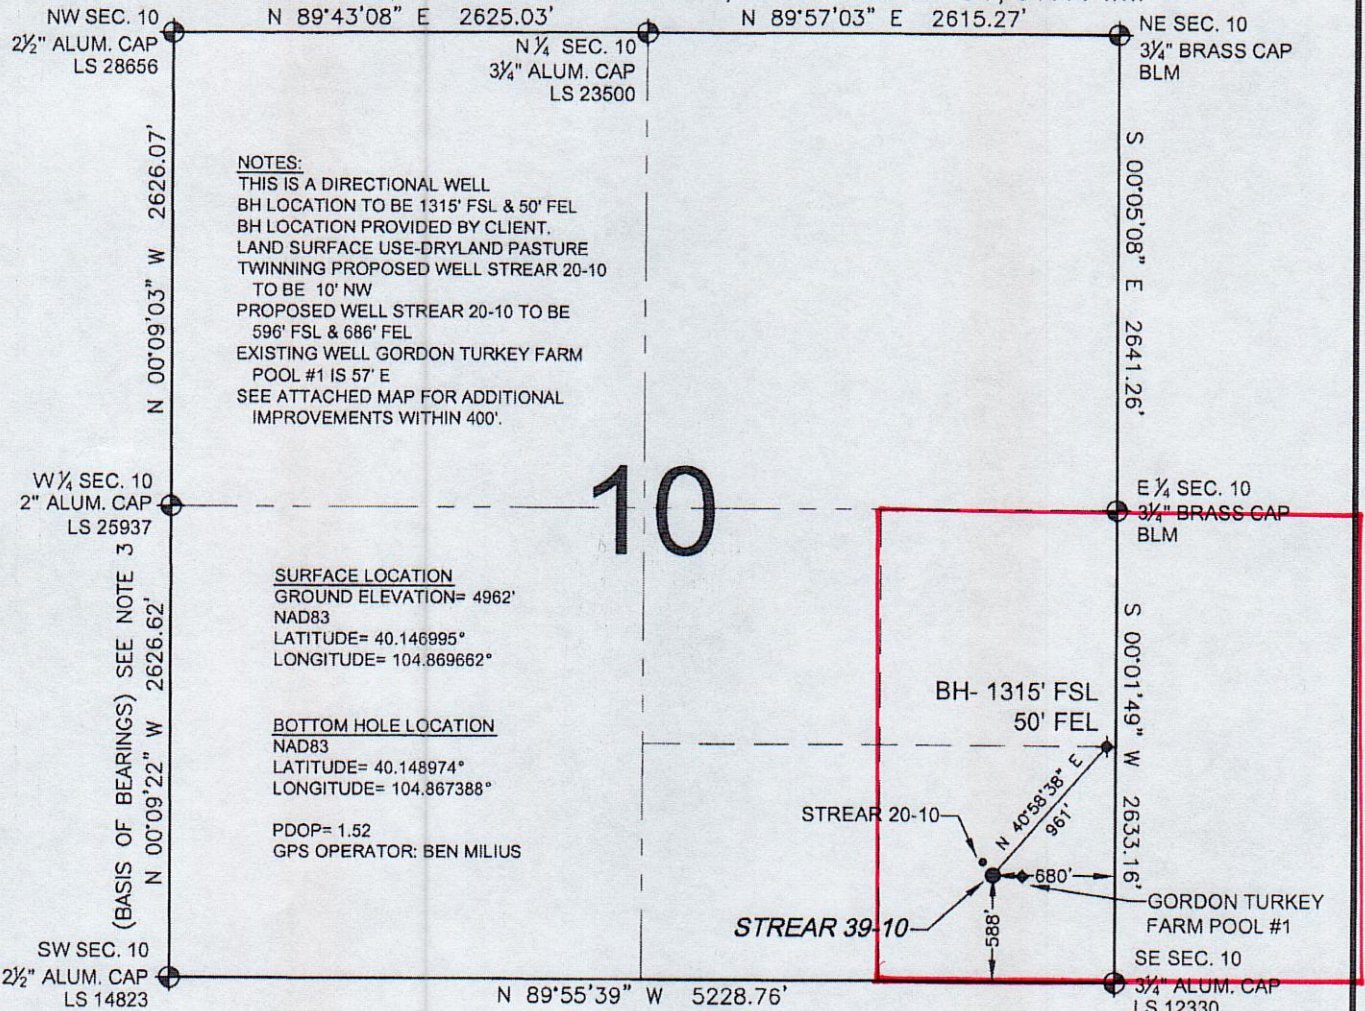 N 89°43'08" E 2625.03'
N 89°57'03" E 2615.27'
NW SEC. 10
2½" ALUM. CAP
LS 28656
N ¼ SEC. 10
3¼" ALUM. CAP
LS 23500
NE SEC. 10
3¼" BRASS CAP
BLM
N 00°09'03" W 2626.07'
S 00°05'08" E 2641.26'
NOTES:
THIS IS A DIRECTIONAL WELL
BH LOCATION TO BE 1315' FSL & 50' FEL
BH LOCATION PROVIDED BY CLIENT.
LAND SURFACE USE-DRYLAND PASTURE
TWINNING PROPOSED WELL STREAR 20-10
TO BE 10' NW
PROPOSED WELL STREAR 20-10 TO BE
596' FSL & 686' FEL
EXISTING WELL GORDON TURKEY FARM
POOL #1 IS 57' E
SEE ATTACHED MAP FOR ADDITIONAL
IMPROVEMENTS WITHIN 400'.
W ¼ SEC. 10
2" ALUM. CAP
LS 25937
10
E ¼ SEC. 10
3¼" BRASS CAP
BLM
(BASIS OF BEARINGS) SEE NOTE 3
N 00°09'22" W 2626.62'
SURFACE LOCATION
GROUND ELEVATION= 4962'
NAD83
LATITUDE= 40.146995°
LONGITUDE= 104.869662°
BOTTOM HOLE LOCATION
NAD83
LATITUDE= 40.148974°
LONGITUDE= 104.867388°
PDOP= 1.52
GPS OPERATOR: BEN MILIUS
BH- 1315' FSL
50' FEL
S 00°01'49" W 2633.16'
N 40°58'38" E
961'
STREAR 20-10
680'
588'
STREAR 39-10
GORDON TURKEY
FARM POOL #1
SW SEC. 10
2½" ALUM. CAP
LS 14823
N 89°55'39" W 5228.76'
SE SEC. 10
3¼" ALUM. CAP
LS 12330